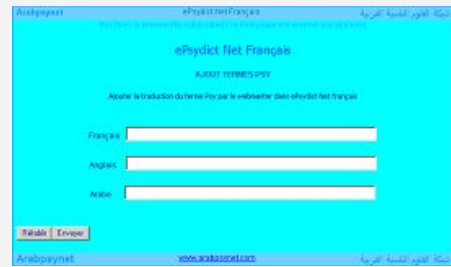 Arabpsynet ePsydict Net Français شبكة العلوم النفسية العربية
ePsydict Net Français
AJOUT TERMES PSY
Ajouter la traduction du terme Psy par le webmaster dans ePsydict Net français
Français
Anglais
Arabe
Rétablir Envoyer
Arabpsynet www.arabpsynet.com شبكة العلوم النفسية العربية